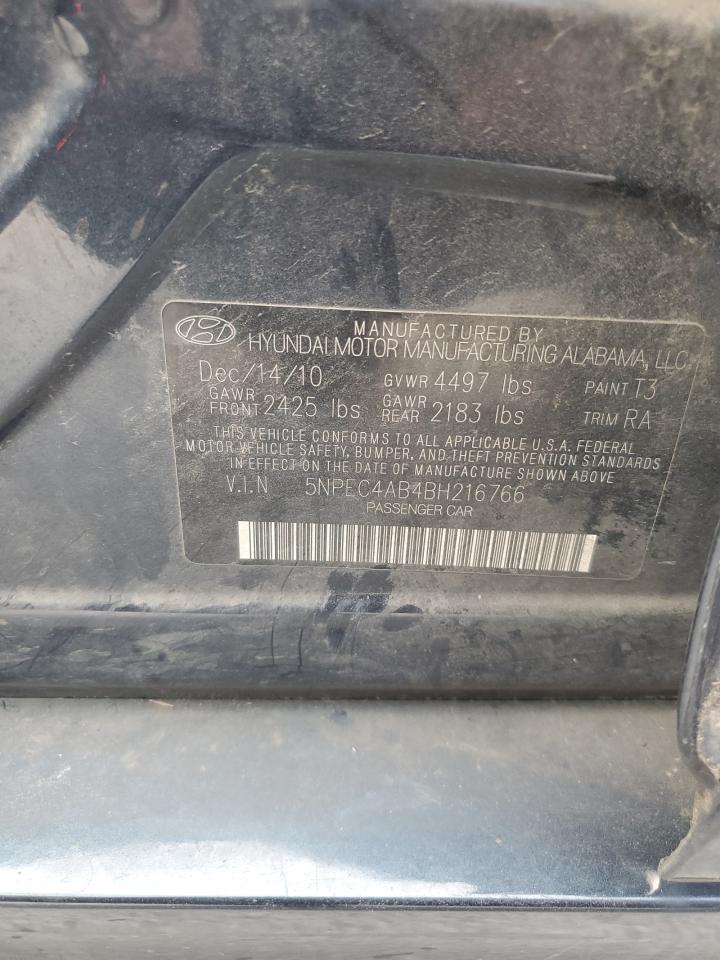 MANUFACTURED BY
HYUNDAI MOTOR MANUFACTURING ALABAMA, LLC
Dec/14/10 GVWR 4497 lbs PAINT T3
GAWR FRONT 2425 lbs GAWR REAR 2183 lbs TRIM RA
THIS VEHICLE CONFORMS TO ALL APPLICABLE U.S.A. FEDERAL
MOTOR VEHICLE SAFETY, BUMPER, AND THEFT PREVENTION STANDARDS
IN EFFECT ON THE DATE OF MANUFACTURE SHOWN ABOVE
V.I.N 5NPEC4AB4BH216766
PASSENGER CAR